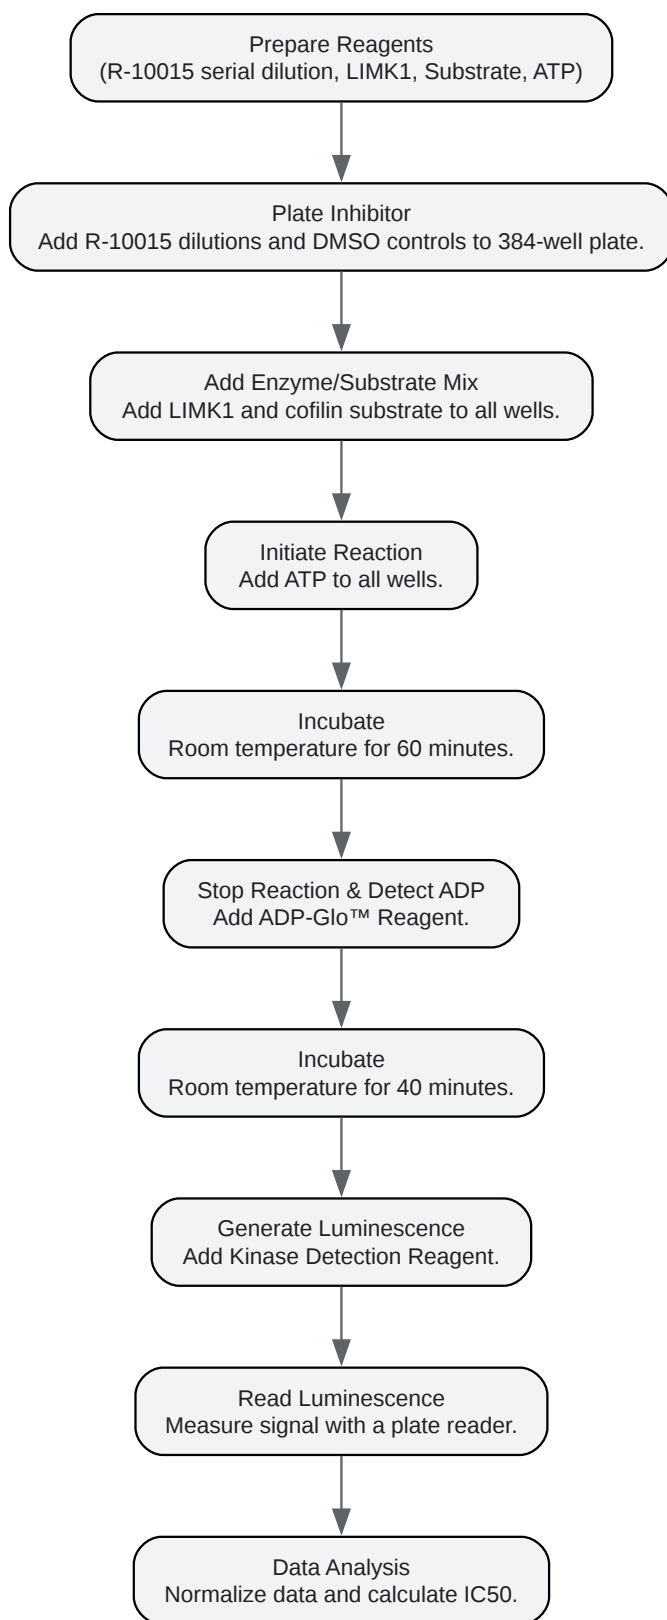 Prepare Reagents
(R-10015 serial dilution, LIMK1, Substrate, ATP)
Plate Inhibitor
Add R-10015 dilutions and DMSO controls to 384-well plate.
Add Enzyme/Substrate Mix
Add LIMK1 and cofilin substrate to all wells.
Initiate Reaction
Add ATP to all wells.
Incubate
Room temperature for 60 minutes.
Stop Reaction & Detect ADP
Add ADP-Glo™ Reagent.
Incubate
Room temperature for 40 minutes.
Generate Luminescence
Add Kinase Detection Reagent.
Read Luminescence
Measure signal with a plate reader.
Data Analysis
Normalize data and calculate IC50.